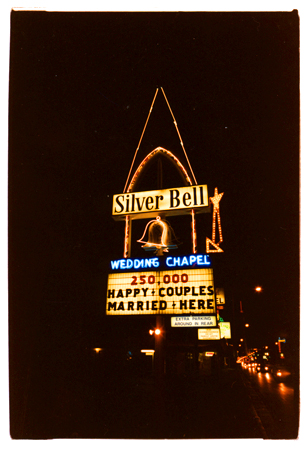 Silver Bell
WEDDING CHAPEL
250,000
HAPPY COUPLES
MARRIED HERE
EXTRA PARKING
AROUND IN REAR